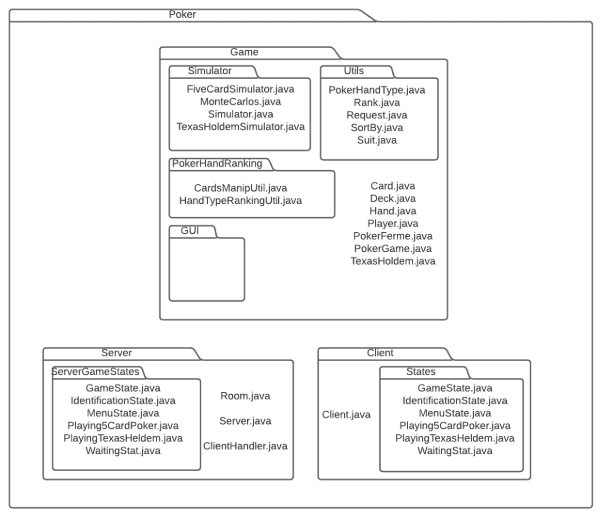 Poker
Game
Simulator
FiveCardSimulator.java
MonteCarlos.java
Simulator.java
TexasHoldemSimulator.java
Utils
PokerHandType.java
Rank.java
Request.java
SortBy.java
Suit.java
PokerHandRanking
CardsManipUtil.java
HandTypeRankingUtil.java
Card.java
Deck.java
Hand.java
Player.java
PokerFerme.java
PokerGame.java
TexasHoldem.java
GUI
Server
ServerGameStates
GameState.java
IdentificationState.java
MenuState.java
Playing5CardPoker.java
PlayingTexasHeldem.java
WaitingStat.java
Room.java
Server.java
ClientHandler.java
Client
Client.java
States
GameState.java
IdentificationState.java
MenuState.java
Playing5CardPoker.java
PlayingTexasHeldem.java
WaitingStat.java